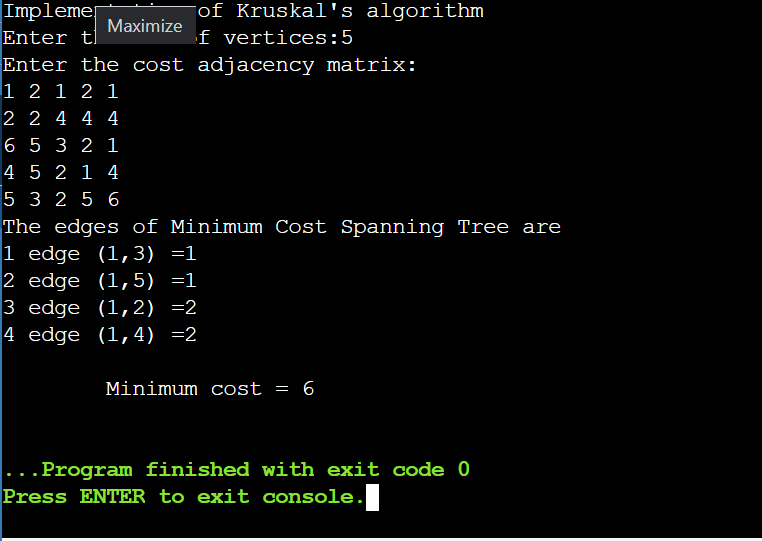 Implemen Maximize of Kruskal's algorithm
Enter t f vertices:5
Enter the cost adjacency matrix:
1 2 1 2 1
2 2 4 4 4
6 5 3 2 1
4 5 2 1 4
5 3 2 5 6
The edges of Minimum Cost Spanning Tree are
1 edge (1,3) =1
2 edge (1,5) =1
3 edge (1,2) =2
4 edge (1,4) =2
Minimum cost = 6
...Program finished with exit code 0
Press ENTER to exit console.